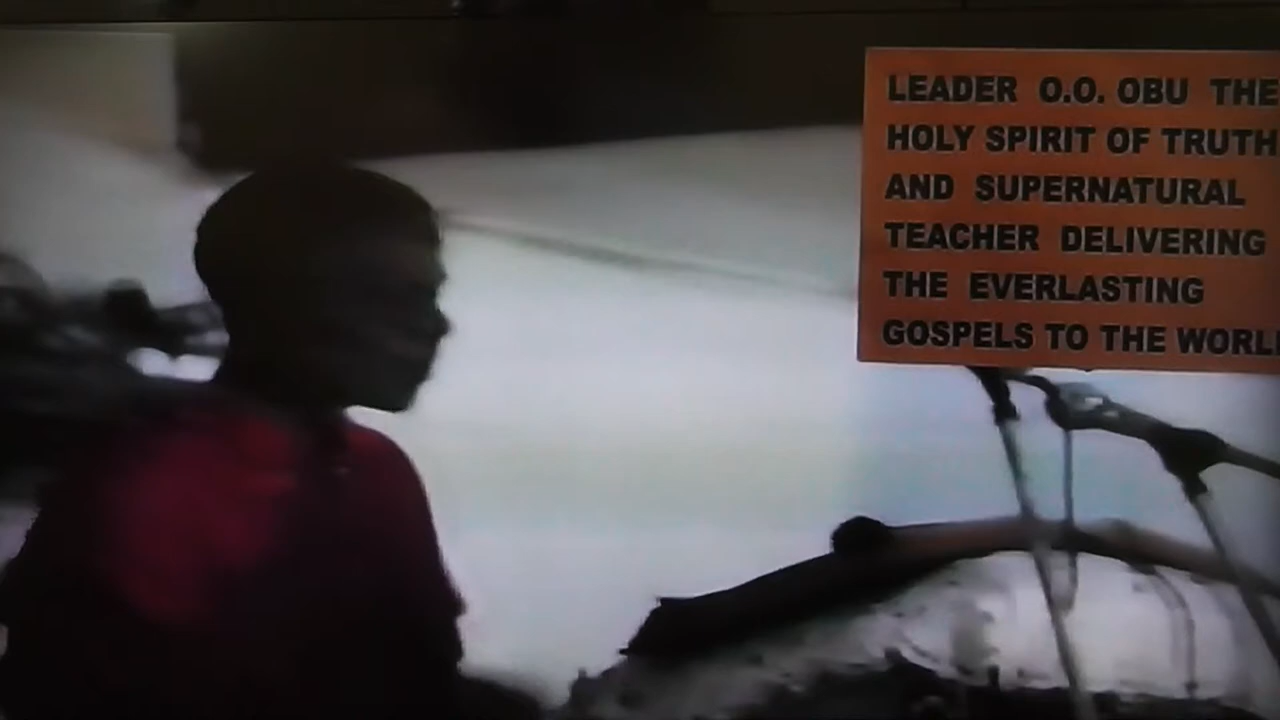 LEADER O.O. OBU THE
HOLY SPIRIT OF TRUTH
AND SUPERNATURAL
TEACHER DELIVERING
THE EVERLASTING
GOSPELS TO THE WORL